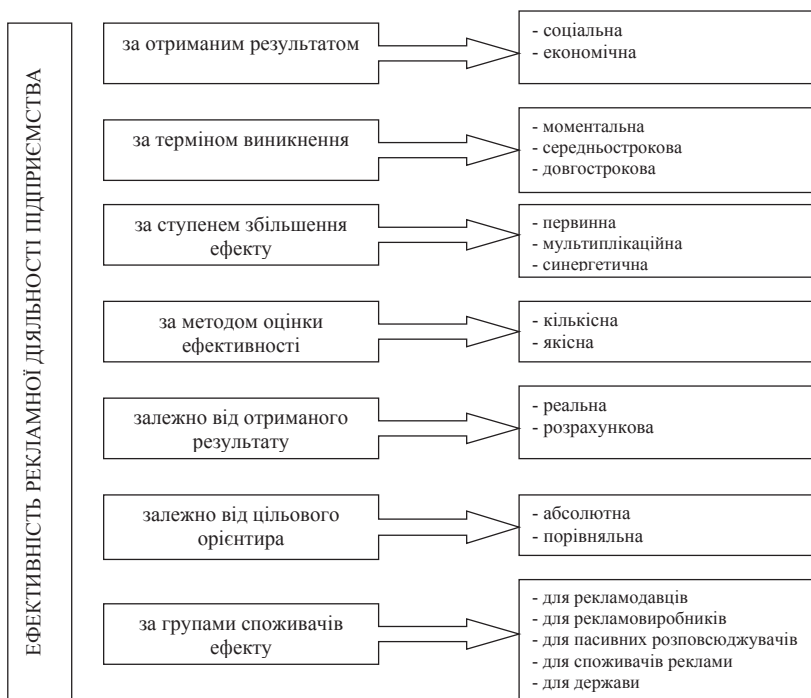 ЕФЕКТИВНІСТЬ РЕКЛАМНОЇ ДІЯЛЬНОСТІ ПІДПРИЄМСТВА
за отриманим результатом
- соціальна
- економічна
за терміном виникнення
- моментальна
- середньострокова
- довгострокова
за ступенем збільшення
ефекту
- первинна
- мультиплікаційна
- синергетична
за методом оцінки
ефективності
- кількісна
- якісна
залежно від отриманого
результату
- реальна
- розрахункова
залежно від цільового
орієнтира
- абсолютна
- порівняльна
за групами споживачів
ефекту
- для рекламодавців
- для рекламовиробників
- для пасивних розповсюджувачів
- для споживачів реклами
- для держави